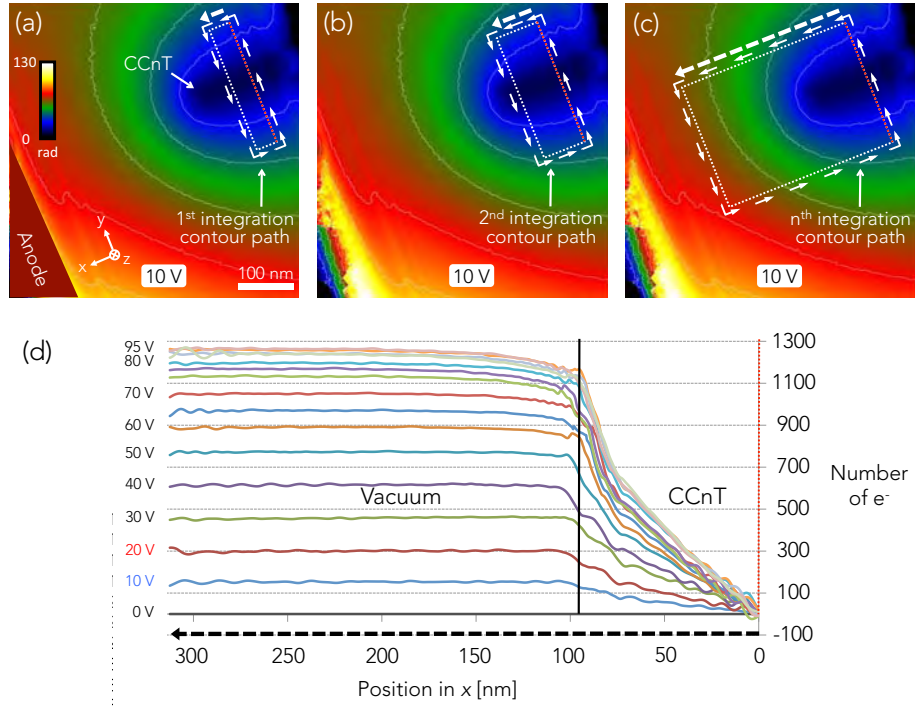 (a)
130
0
rad
CCnT
1st integration
contour path
Anode
y
x
z
10 V
100 nm
(b)
2nd integration
contour path
10 V
(c)
nth integration
contour path
10 V
(d)
95 V
80 V
70 V
60 V
50 V
40 V
30 V
20 V
10 V
0 V
Vacuum
CCnT
1300
1100
900
700
500
300
100
-100
Number
of e-
300
250
200
150
100
50
0
Position in x [nm]